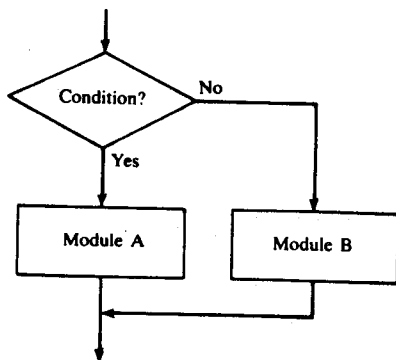 Condition?
No
Yes
Module A
Module B